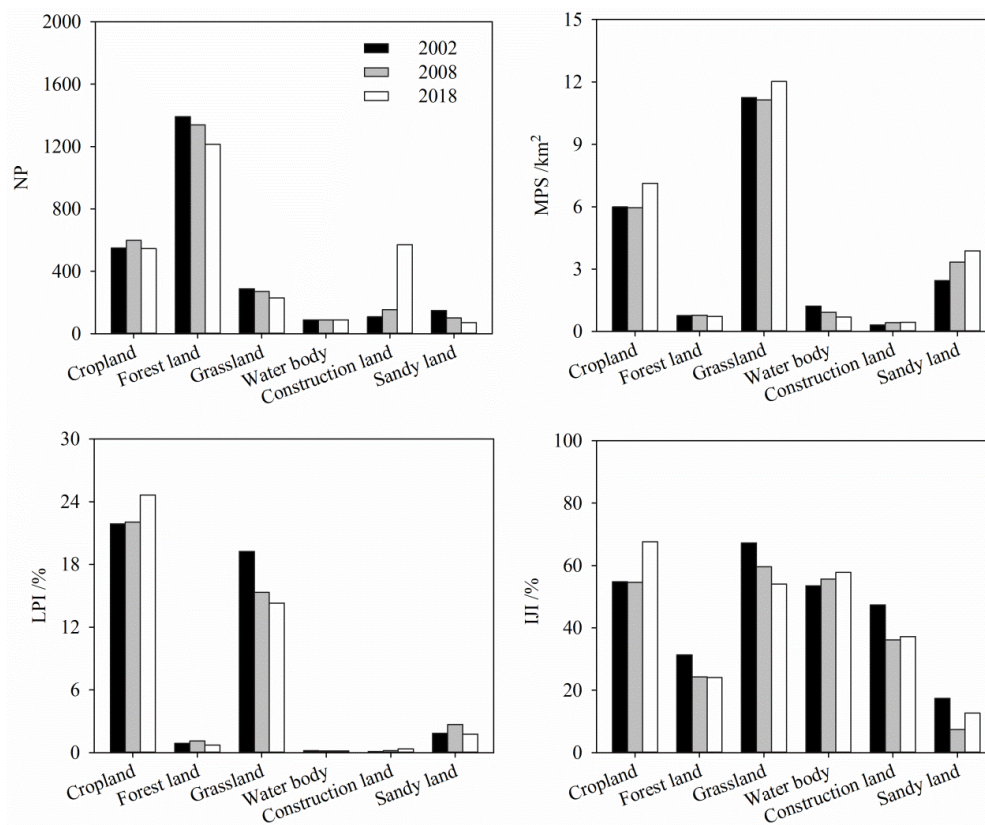 2000
1600
1200
800
400
0
NP
2002
2008
2018
Cropland
Forest land
Grassland
Water body
Construction land
Sandy land
15
12
9
6
3
0
MPS /km²
Cropland
Forest land
Grassland
Water body
Construction land
Sandy land
30
24
18
12
6
0
LPI /%
Cropland
Forest land
Grassland
Water body
Construction land
Sandy land
100
80
60
40
20
0
IJI /%
Cropland
Forest land
Grassland
Water body
Construction land
Sandy land